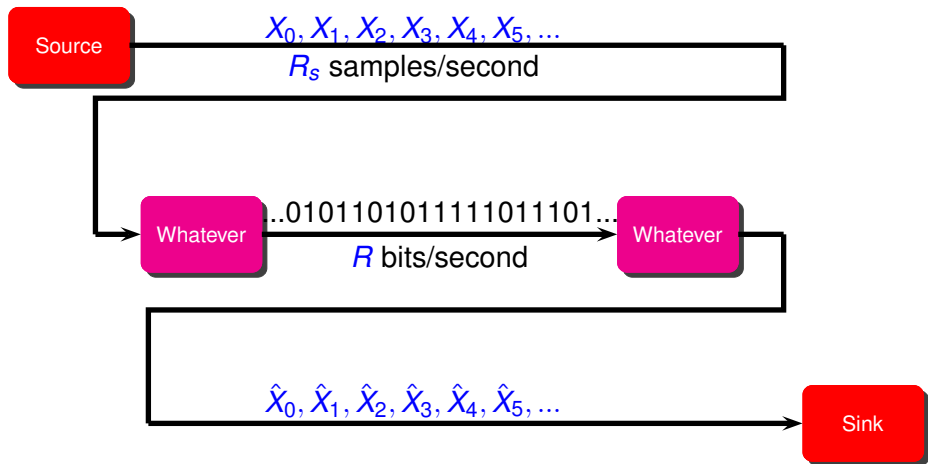 Source
X₀, X₁, X₂, X₃, X₄, X₅, ...
Rₛ samples/second
Whatever
...0101101011111011101...
R bits/second
Whatever
X̂₀, X̂₁, X̂₂, X̂₃, X̂₄, X̂₅, ...
Sink